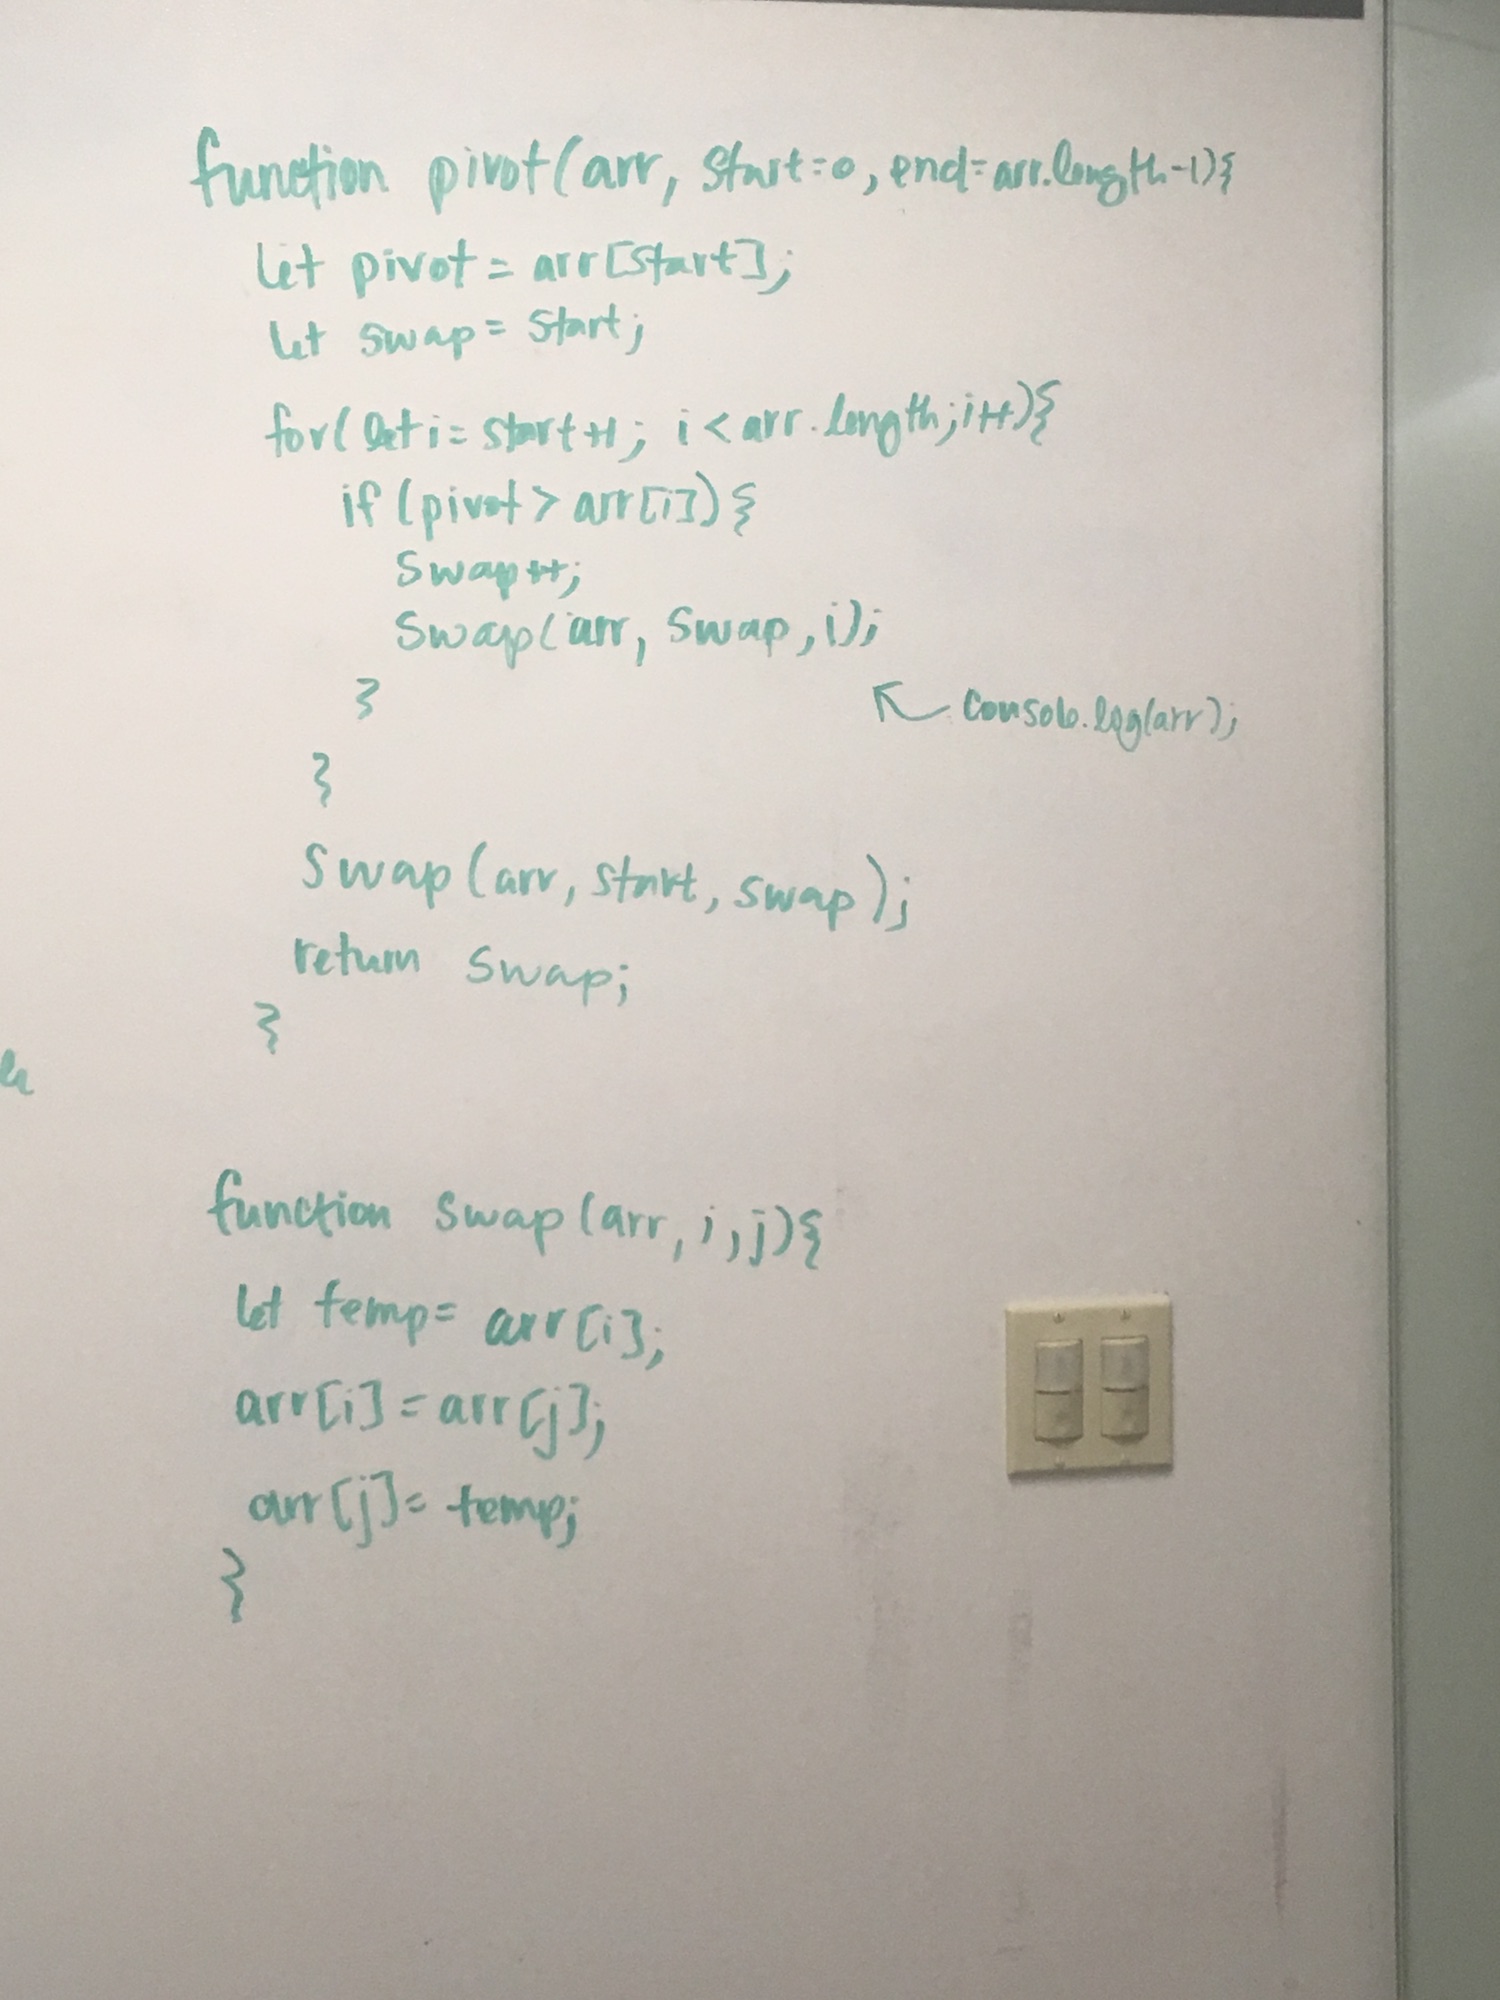 function pivot(arr, start=0, end=arr.length-1){
let pivot = arr[start];
let swap = start;
for(let i = start+1; i < arr.length; i++){
if (pivot > arr[i]) {
swap++;
swap(arr, swap, i);
}
console.log(arr);
}
swap(arr, start, swap);
return swap;
}
function swap(arr, i, j){
let temp = arr[i];
arr[i] = arr[j];
arr[j] = temp;
}